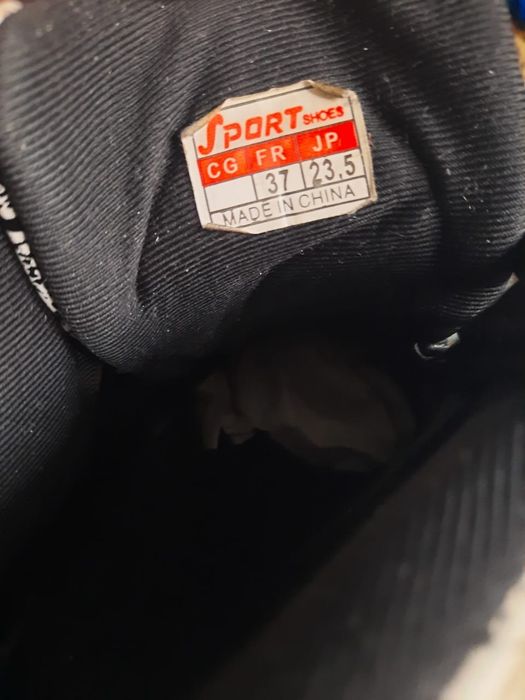 SPORT SHOES
CG FR JP
37 23.5
MADE IN CHINA